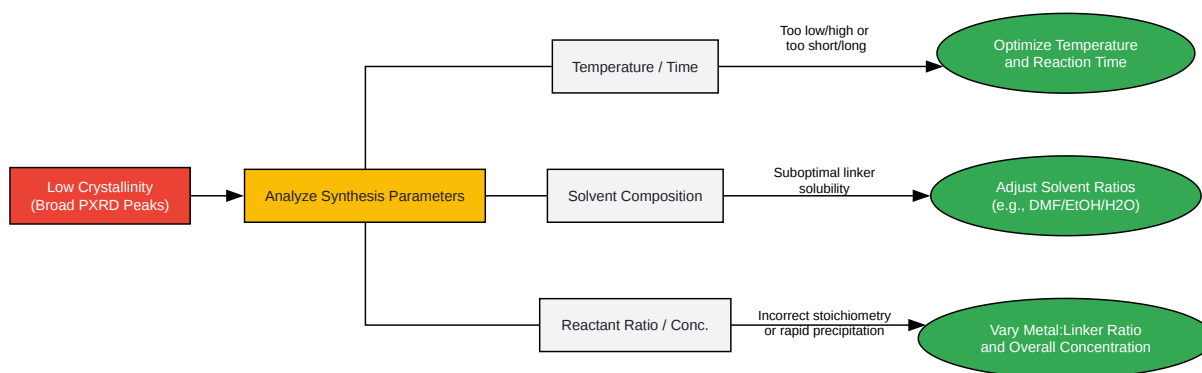 Low Crystallinity
(Broad PXRD Peaks)
Analyze Synthesis Parameters
Temperature / Time
Too low/high or
too short/long
Optimize Temperature
and Reaction Time
Solvent Composition
Suboptimal linker
solubility
Adjust Solvent Ratios
(e.g., DMF/EtOH/H2O)
Reactant Ratio / Conc.
Incorrect stoichiometry
or rapid precipitation
Vary Metal:Linker Ratio
and Overall Concentration